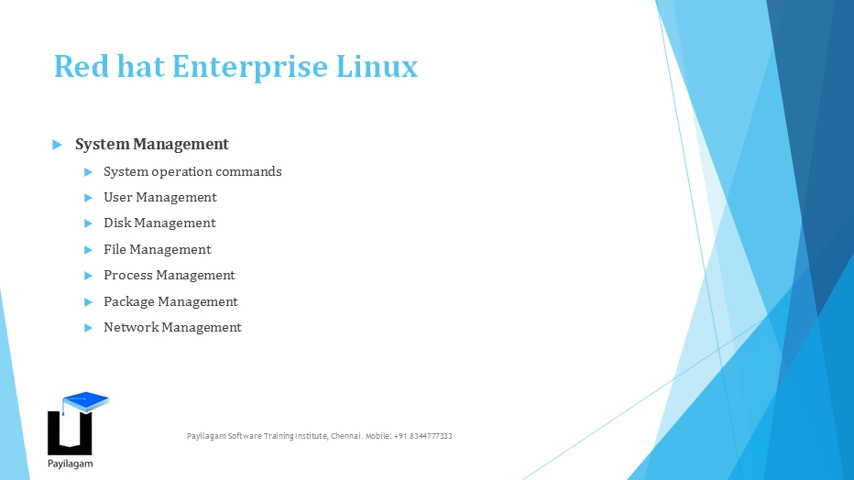 Red hat Enterprise Linux
System Management
System operation commands
User Management
Disk Management
File Management
Process Management
Package Management
Network Management
Payilagam Software Training Institute, Chennai. Mobile: +91 8344777333
Payilagam